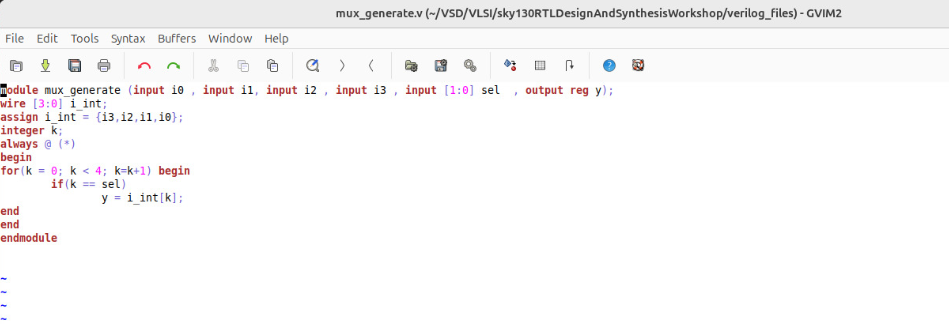 mux_generate.v (~/VSD/VLSI/sky130RTLDesignAndSynthesisWorkshop/verilog_files) - GVIM2
File Edit Tools Syntax Buffers Window Help
module mux_generate (input i0 , input i1, input i2 , input i3 , input [1:0] sel  , output reg y);
wire [3:0] i_int;
assign i_int = {i3,i2,i1,i0};
integer k;
always @ (*)
begin
for(k = 0; k < 4; k=k+1) begin
        if(k == sel)
                y = i_int[k];
end
end
endmodule
~
~
~
~